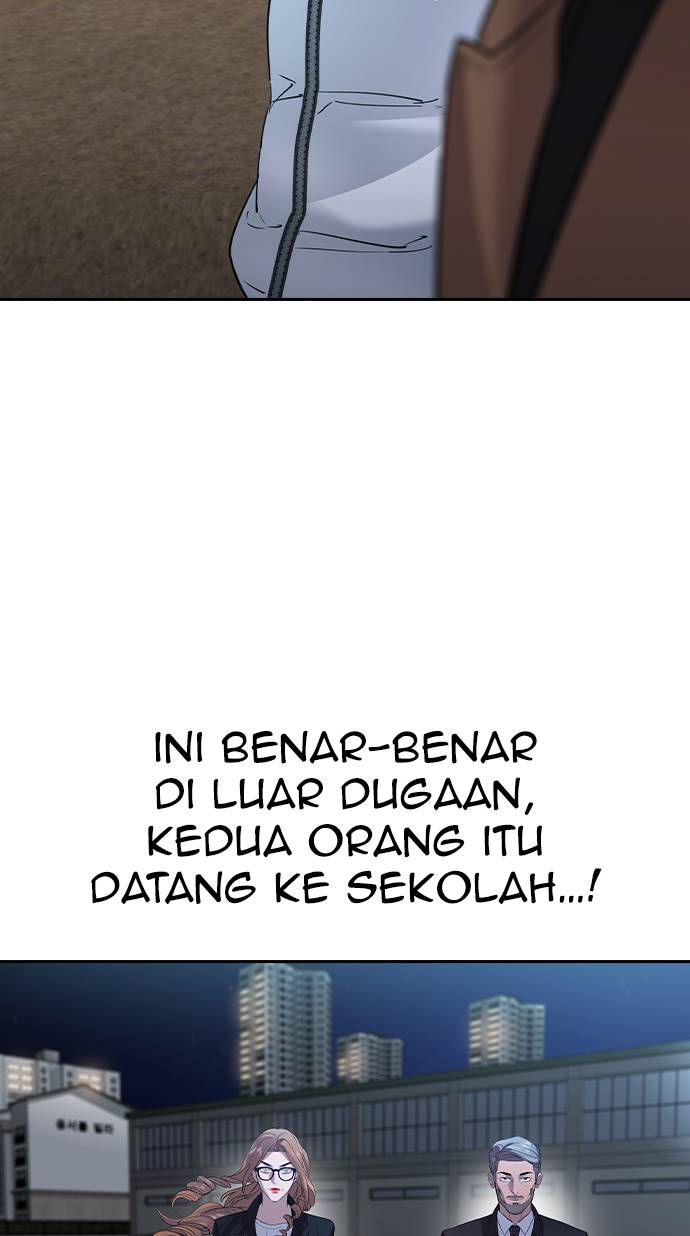 INI BENAR-BENAR
DI LUAR DUGAAN,
KEDUA ORANG ITU
DATANG KE SEKOLAH...!